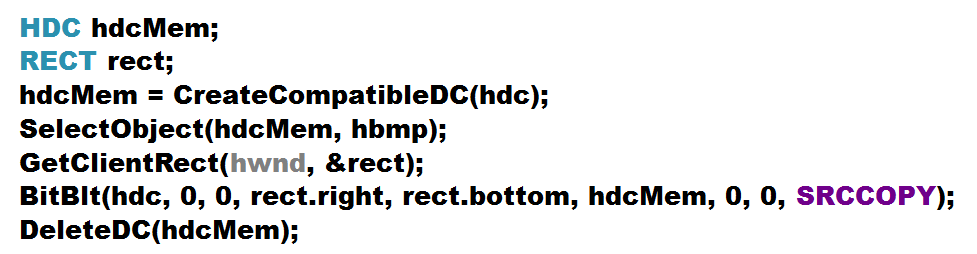 HDC hdcMem;
RECT rect;
hdcMem = CreateCompatibleDC(hdc);
SelectObject(hdcMem, hbmp);
GetClientRect(hwnd, &rect);
BitBlt(hdc, 0, 0, rect.right, rect.bottom, hdcMem, 0, 0, SRCCOPY);
DeleteDC(hdcMem);